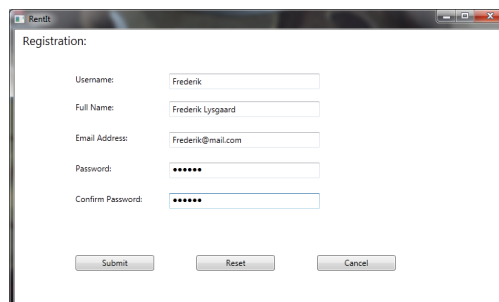 RentIt
Registration:
Username: Frederik
Full Name: Frederik Lysgaard
Email Address: Frederik@mail.com
Password: ••••••
Confirm Password: ••••••
Submit Reset Cancel